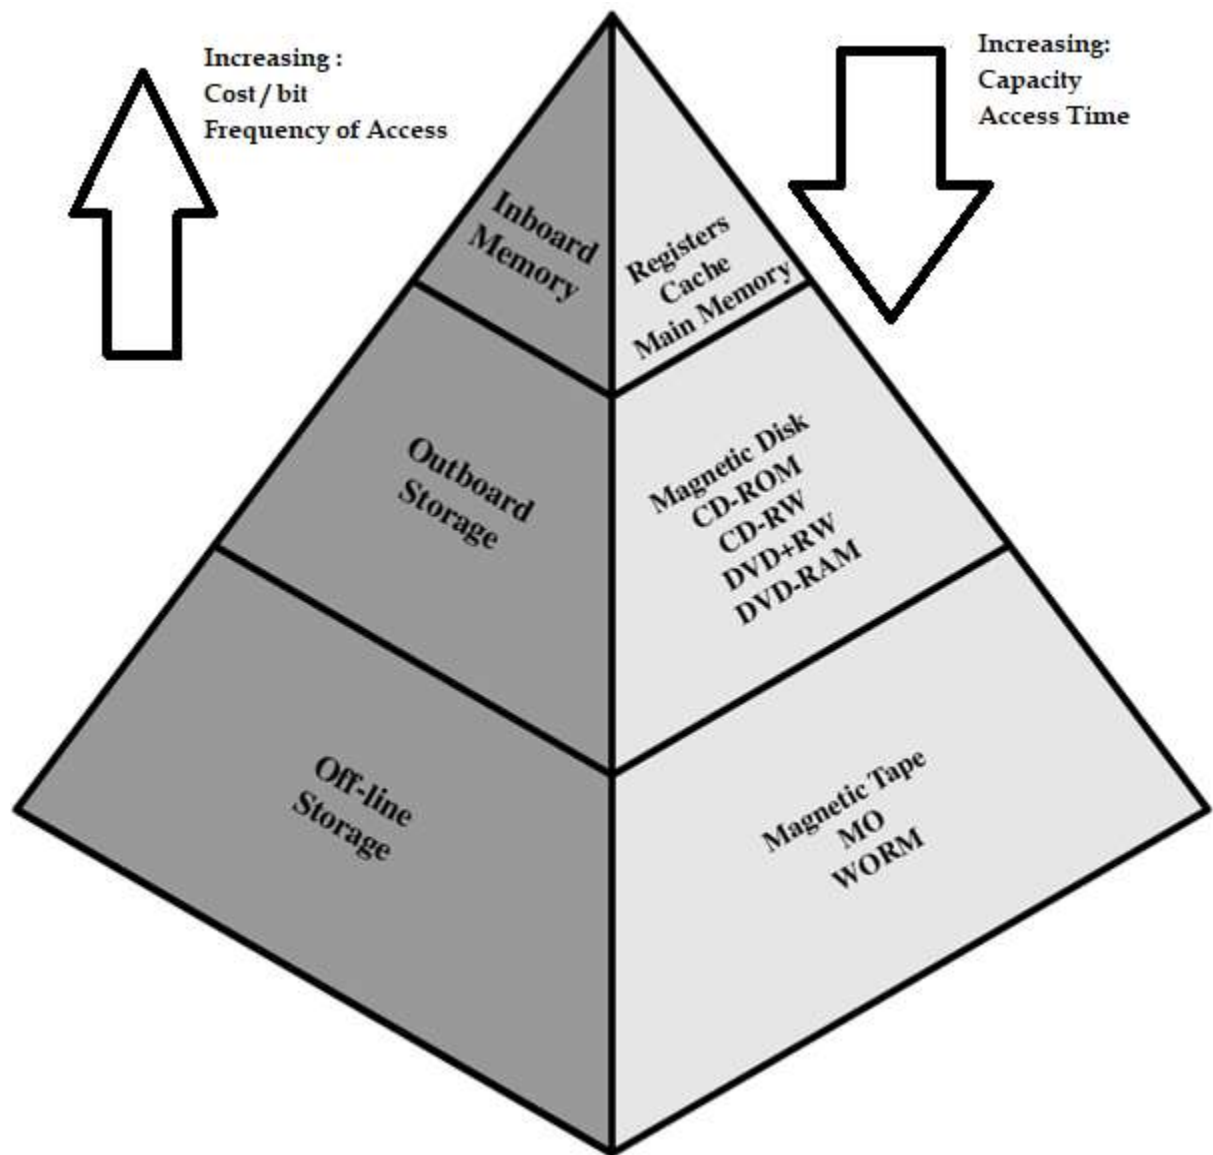 Increasing :
Cost / bit
Frequency of Access
Increasing:
Capacity
Access Time
Inboard
Memory
Registers
Cache
Main Memory
Outboard
Storage
Magnetic Disk
CD-ROM
CD-RW
DVD+RW
DVD-RAM
Off-line
Storage
Magnetic Tape
MO
WORM